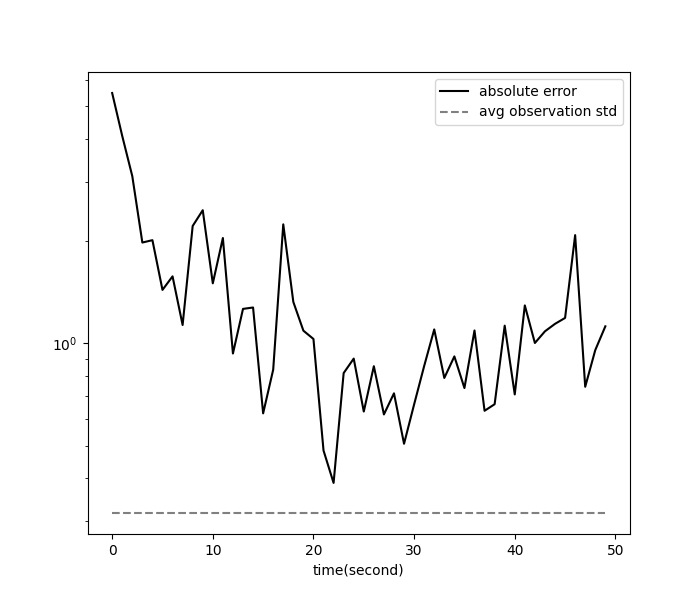 absolute error
avg observation std
10⁰
0 10 20 30 40 50
time(second)